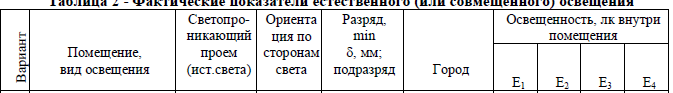 Таблица 2 - Фактические показатели естественного (или совмещенного) освещения
Вариант
Помещение,
вид освещения
Светопро-
никающий
проем
(ист.света)
Ориента
ция по
сторонам
света
Разряд,
min
δ, мм;
подразряд
Город
Освещенность, лк внутри
помещения
E1
E2
E3
E4